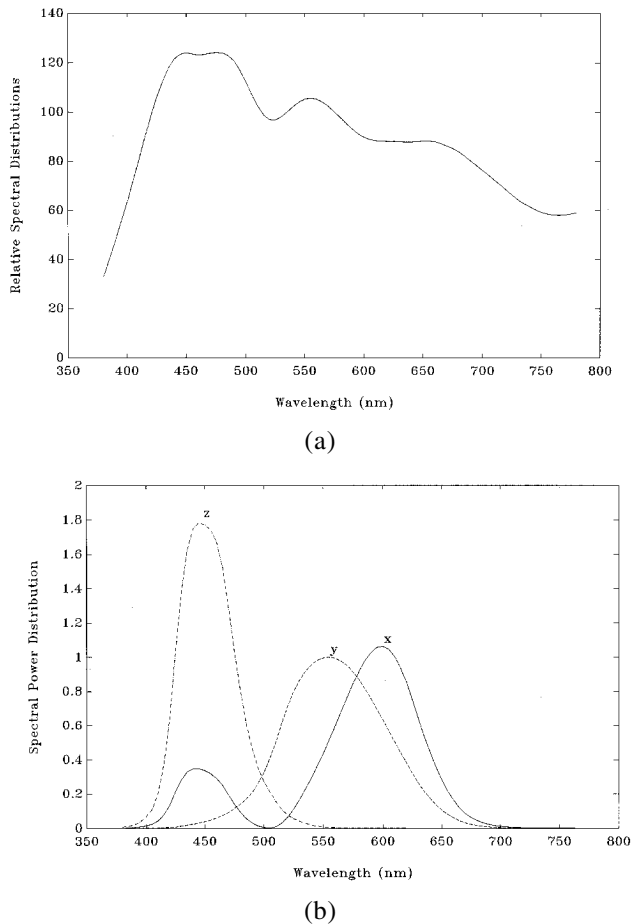 140
120
100
80
60
40
20
0
350 400 450 500 550 600 650 700 750 800
Relative Spectral Distributions
Wavelength (nm)
(a)
2
1.8
1.6
1.4
1.2
1
0.8
0.6
0.4
0.2
0
350 400 450 500 550 600 650 700 750 800
Spectral Power Distribution
z
y
x
Wavelength (nm)
(b)